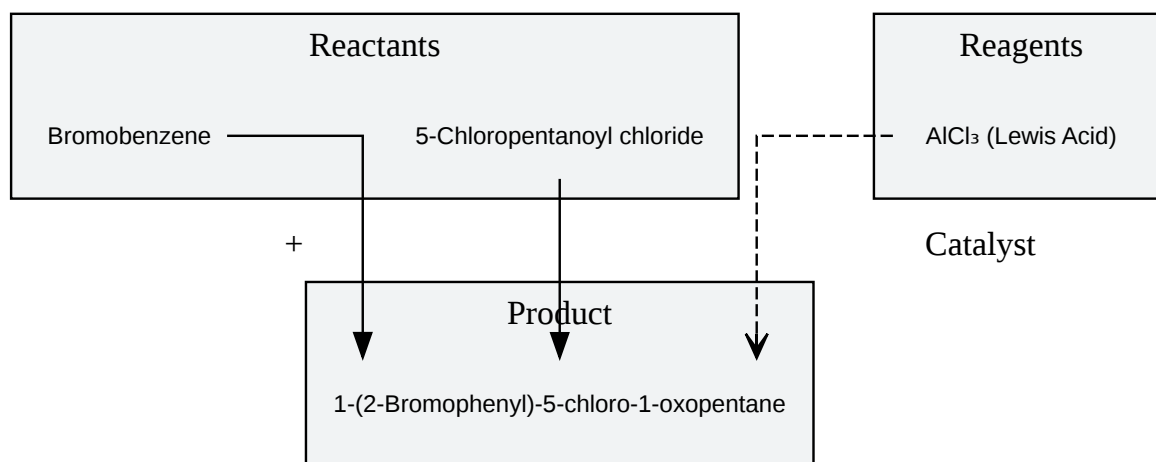 Reactants
Reagents
Bromobenzene
5-Chloropentanoyl chloride
AlCl₃ (Lewis Acid)
+
Catalyst
Product
1-(2-Bromophenyl)-5-chloro-1-oxopentane